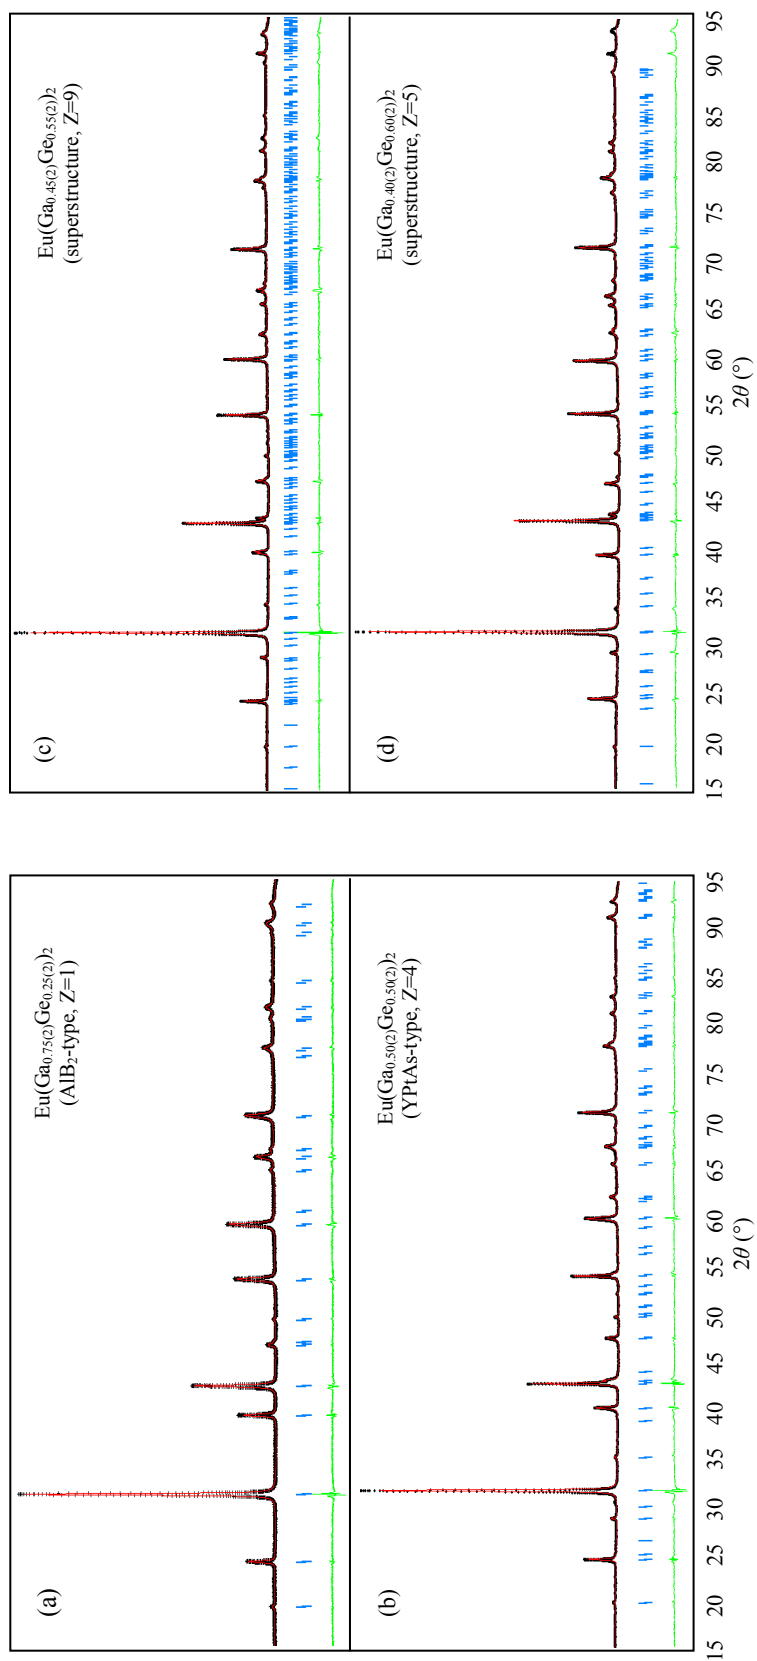 (a)
Eu(Ga0.75(2)Ge0.25(2))2
(AlB2-type, Z=1)
(b)
Eu(Ga0.50(2)Ge0.50(2))2
(YPtAs-type, Z=4)
15 20 25 30 35 40 45 50 55 60 65 70 75 80 85 90 95
2θ (°)
(c)
Eu(Ga0.45(2)Ge0.55(2))2
(superstructure, Z=9)
(d)
Eu(Ga0.40(2)Ge0.60(2))2
(superstructure, Z=5)
15 20 25 30 35 40 45 50 55 60 65 70 75 80 85 90 95
2θ (°)